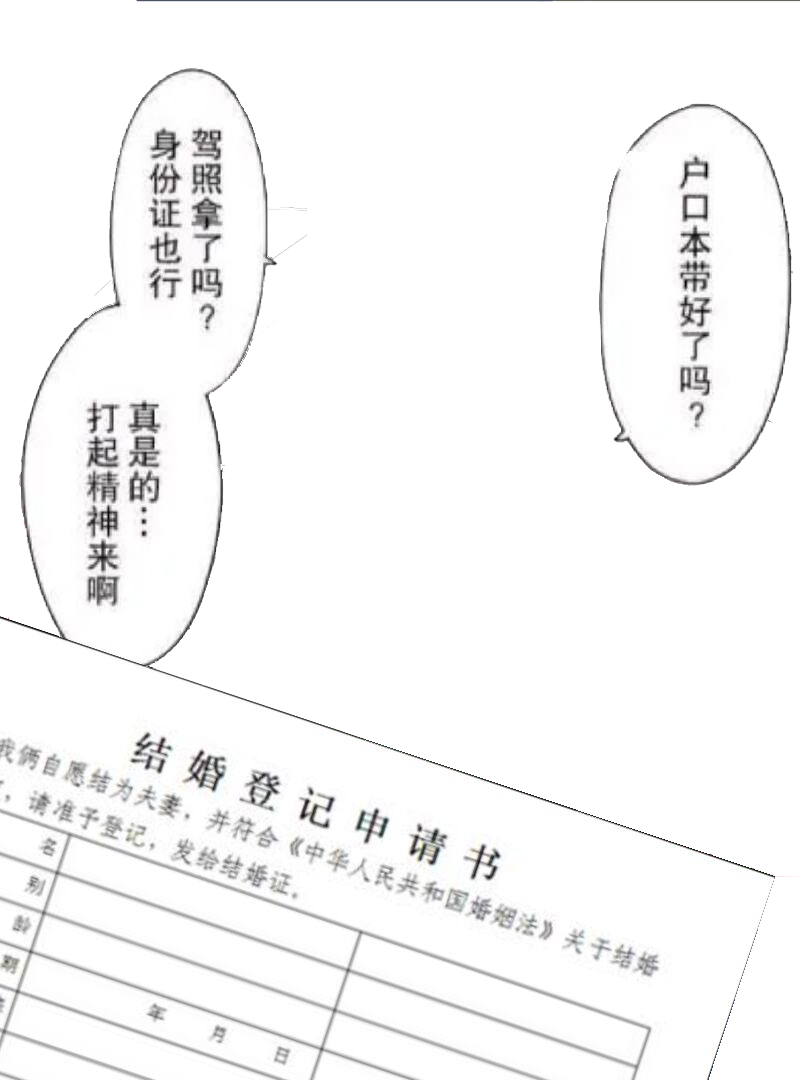 户口本带好了吗？
驾照拿了吗？
身份证也行
真是的…
打起精神来啊
结婚登记申请书
我俩自愿结为夫妻，并符合《中华人民共和国婚姻法》关于结婚
，请准予登记，发给结婚证。
名
别
龄
期
年 月 日